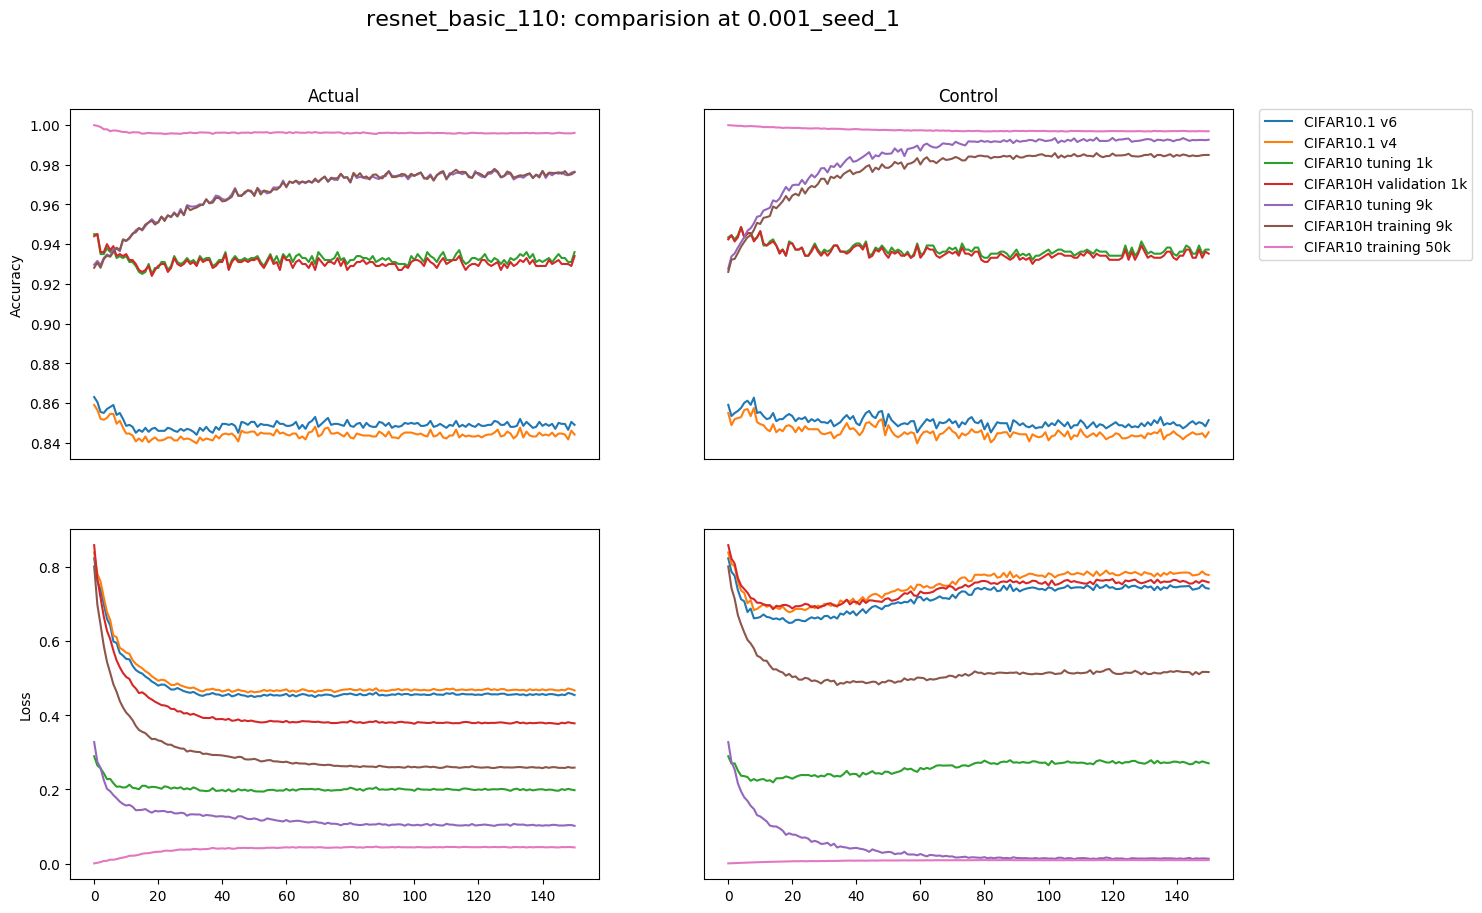 resnet_basic_110: comparision at 0.001_seed_1
Actual
Control
CIFAR10.1 v6
CIFAR10.1 v4
CIFAR10 tuning 1k
CIFAR10H validation 1k
CIFAR10 tuning 9k
CIFAR10H training 9k
CIFAR10 training 50k
Accuracy
1.00
0.98
0.96
0.94
0.92
0.90
0.88
0.86
0.84
Loss
0.8
0.6
0.4
0.2
0.0
0 20 40 60 80 100 120 140
0 20 40 60 80 100 120 140